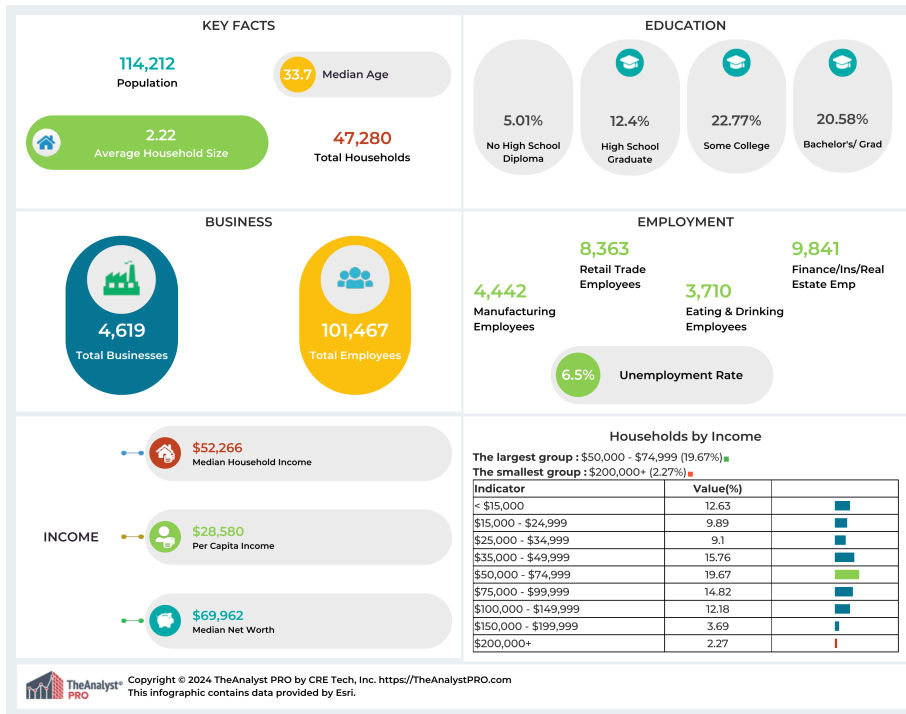 KEY FACTS
114,212
Population
33.7 Median Age
2.22
Average Household Size
47,280
Total Households
EDUCATION
5.01%
No High School
Diploma
12.4%
High School
Graduate
22.77%
Some College
20.58%
Bachelor's/ Grad
BUSINESS
4,619
Total Businesses
101,467
Total Employees
EMPLOYMENT
4,442
Manufacturing
Employees
8,363
Retail Trade
Employees
3,710
Eating & Drinking
Employees
9,841
Finance/Ins/Real
Estate Emp
6.5% Unemployment Rate
INCOME
$52,266
Median Household Income
$28,580
Per Capita Income
$69,962
Median Net Worth
Households by Income
The largest group : $50,000 - $74,999 (19.67%)
The smallest group : $200,000+ (2.27%)
Indicator Value(%)
< $15,000 12.63
$15,000 - $24,999 9.89
$25,000 - $34,999 9.1
$35,000 - $49,999 15.76
$50,000 - $74,999 19.67
$75,000 - $99,999 14.82
$100,000 - $149,999 12.18
$150,000 - $199,999 3.69
$200,000+ 2.27
TheAnalyst®
PRO
Copyright © 2024 TheAnalyst PRO by CRE Tech, Inc. https://TheAnalystPRO.com
This infographic contains data provided by Esri.